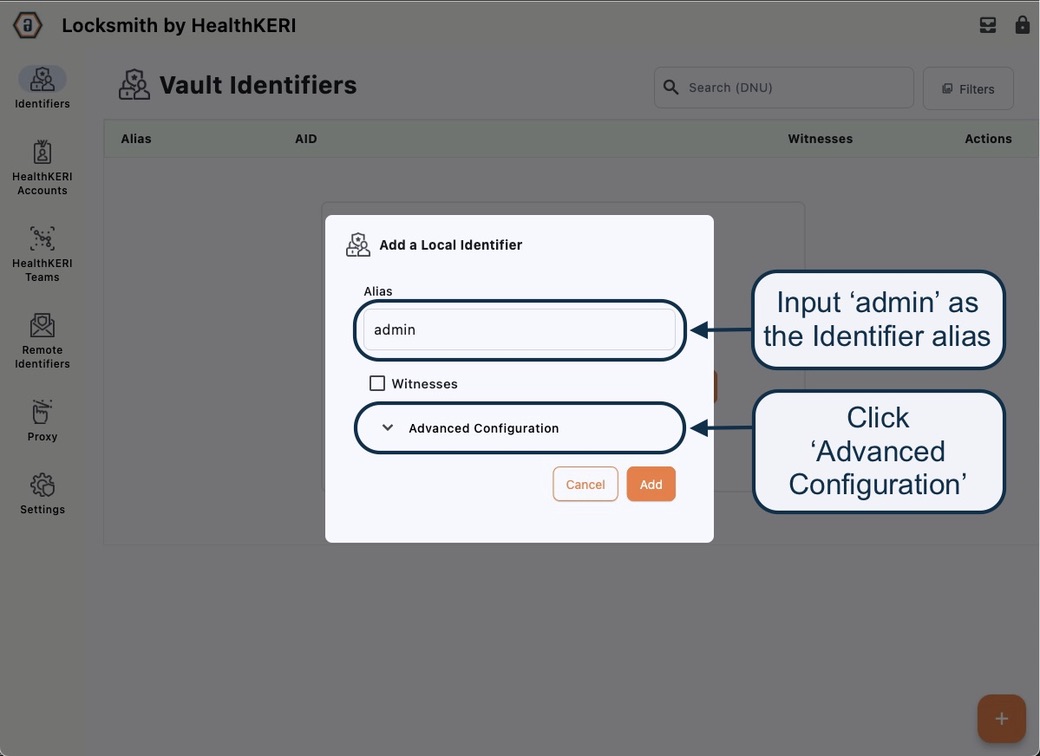 Locksmith by HealthKERI
Identifiers
HealthKERI
Accounts
HealthKERI
Teams
Remote
Identifiers
Proxy
Settings
Vault Identifiers
Search (DNU)
Filters
Alias
AID
Witnesses
Actions
Add a Local Identifier
Alias
admin
Witnesses
Advanced Configuration
Cancel
Add
Input ‘admin’ as
the Identifier alias
Click
‘Advanced
Configuration’
+